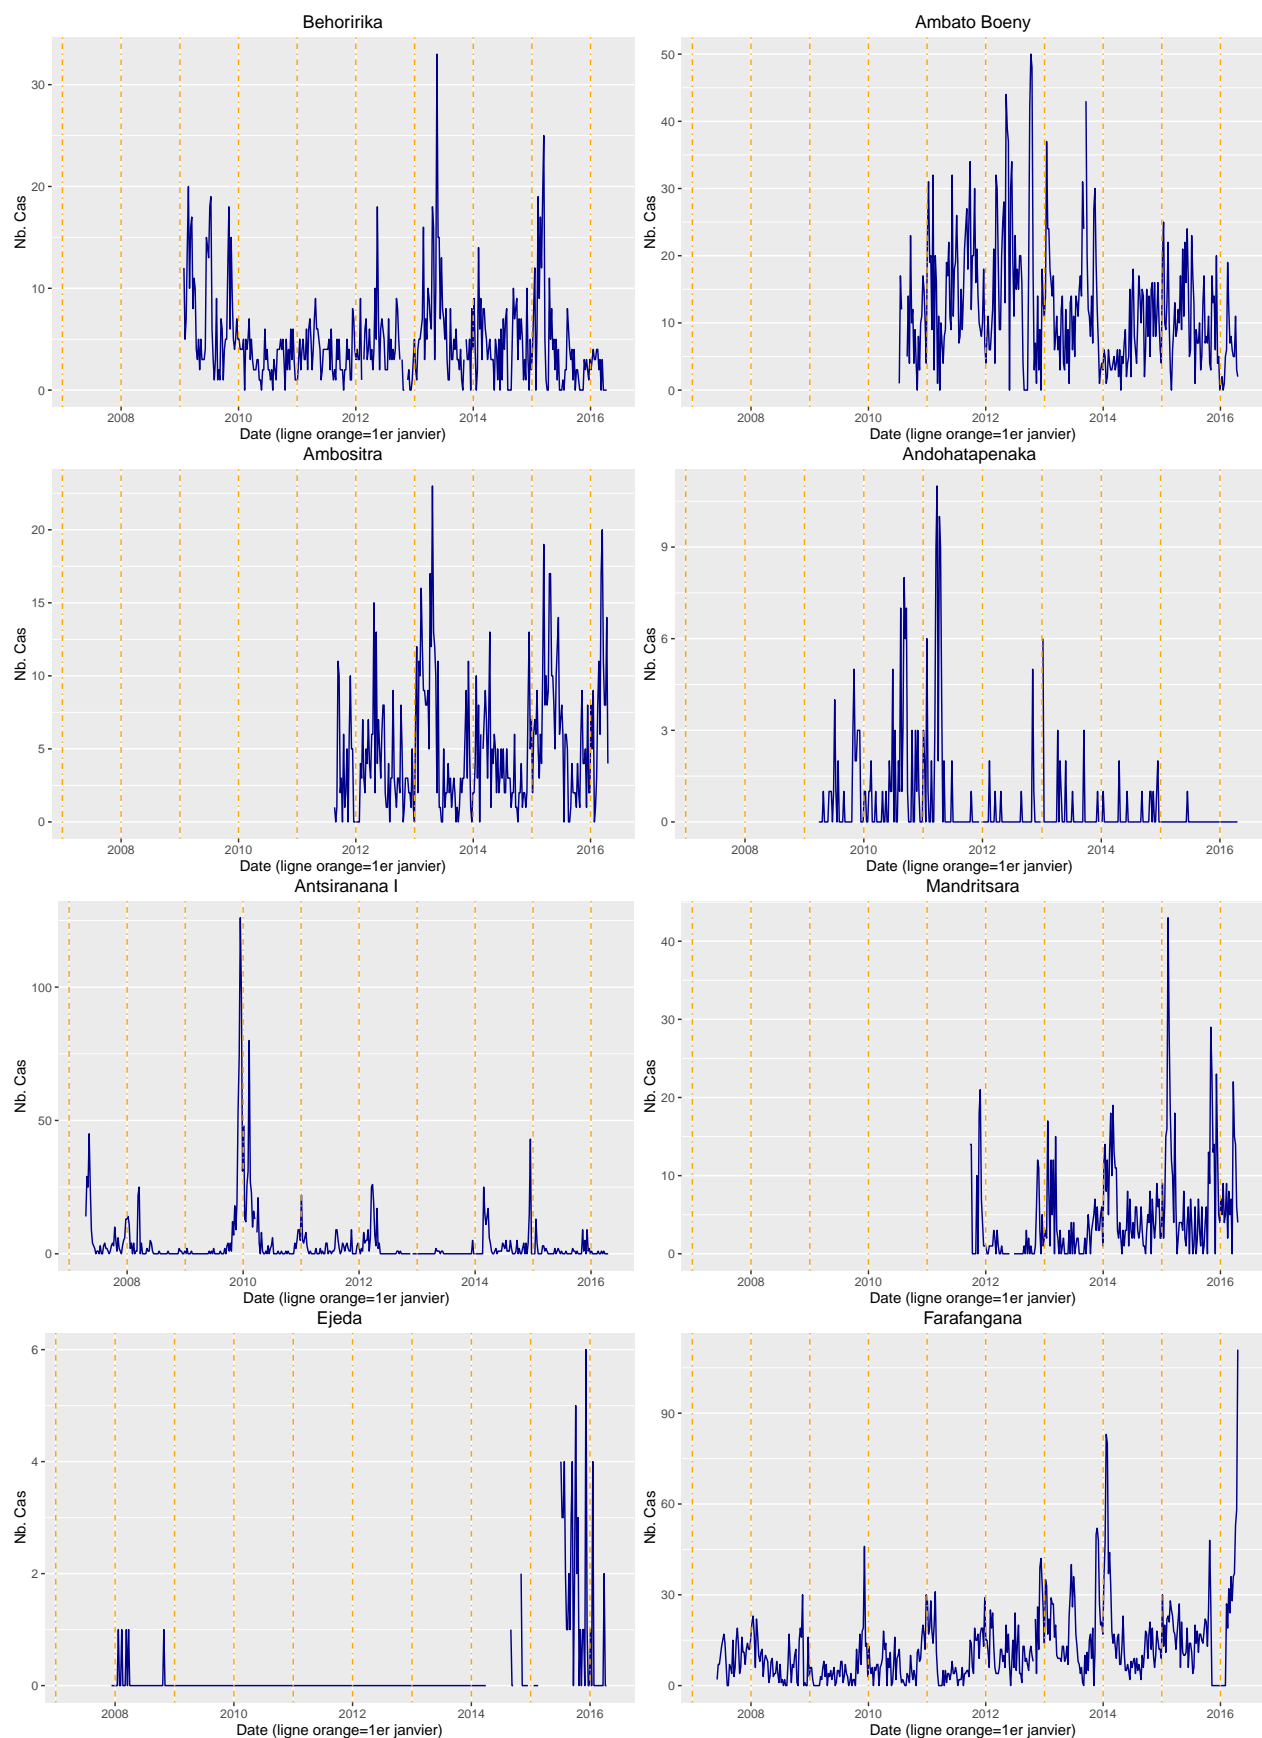 Behoririka
Nb. Cas
30
20
10
0
2008 2010 2012 2014 2016
Date (ligne orange=1er janvier)
Ambato Boeny
Nb. Cas
50
40
30
20
10
0
2008 2010 2012 2014 2016
Date (ligne orange=1er janvier)
Ambositra
Nb. Cas
20
15
10
5
0
2008 2010 2012 2014 2016
Date (ligne orange=1er janvier)
Andohatapenaka
Nb. Cas
9
6
3
0
2008 2010 2012 2014 2016
Date (ligne orange=1er janvier)
Antsiranana I
Nb. Cas
100
50
0
2008 2010 2012 2014 2016
Date (ligne orange=1er janvier)
Mandritsara
Nb. Cas
40
30
20
10
0
2008 2010 2012 2014 2016
Date (ligne orange=1er janvier)
Ejeda
Nb. Cas
6
4
2
0
2008 2010 2012 2014 2016
Date (ligne orange=1er janvier)
Farafangana
Nb. Cas
90
60
30
0
2008 2010 2012 2014 2016
Date (ligne orange=1er janvier)